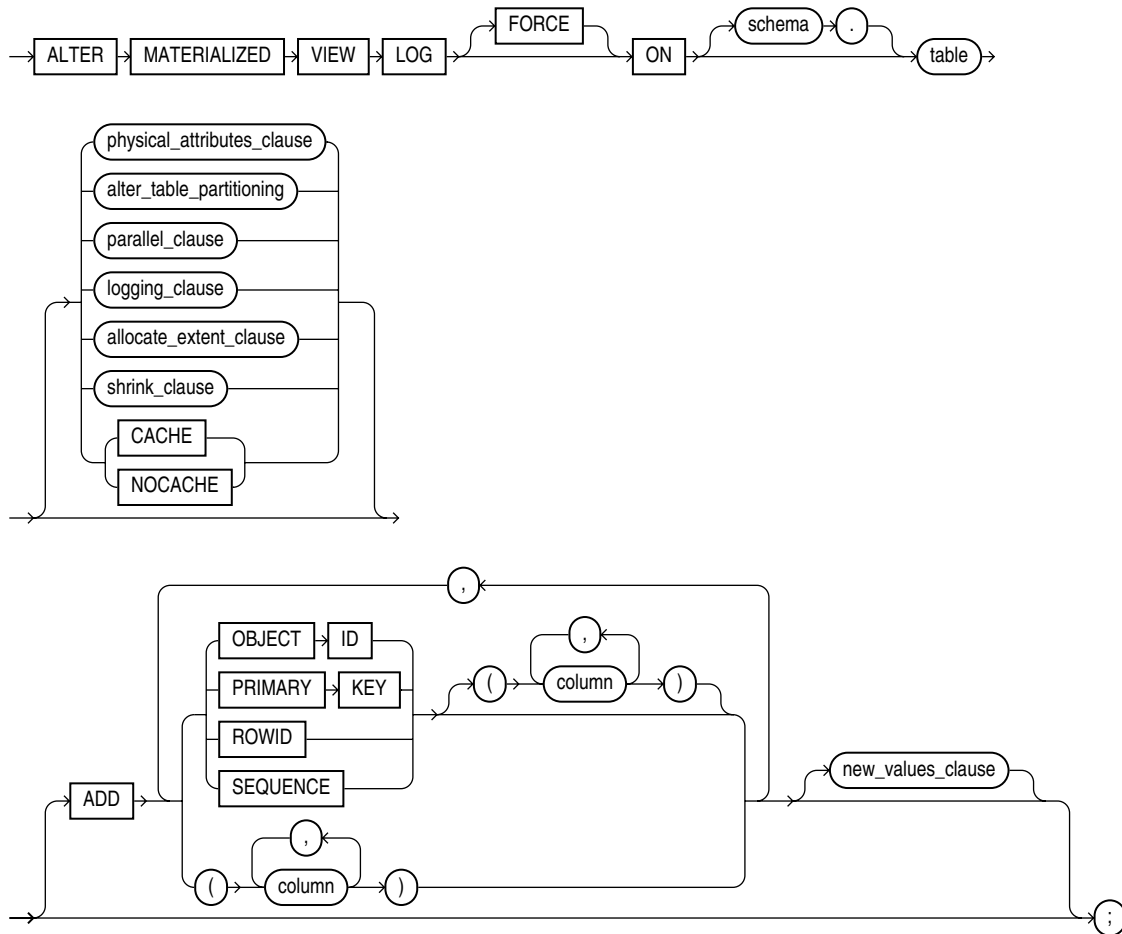 FORCE schema .
ALTER MATERIALIZED VIEW LOG ON table
physical_attributes_clause
alter_table_partitioning
parallel_clause
logging_clause
allocate_extent_clause
shrink_clause
CACHE
NOCACHE
,
OBJECT ID ,
PRIMARY KEY ( column )
ROWID
SEQUENCE
ADD new_values_clause
,
( column )
;